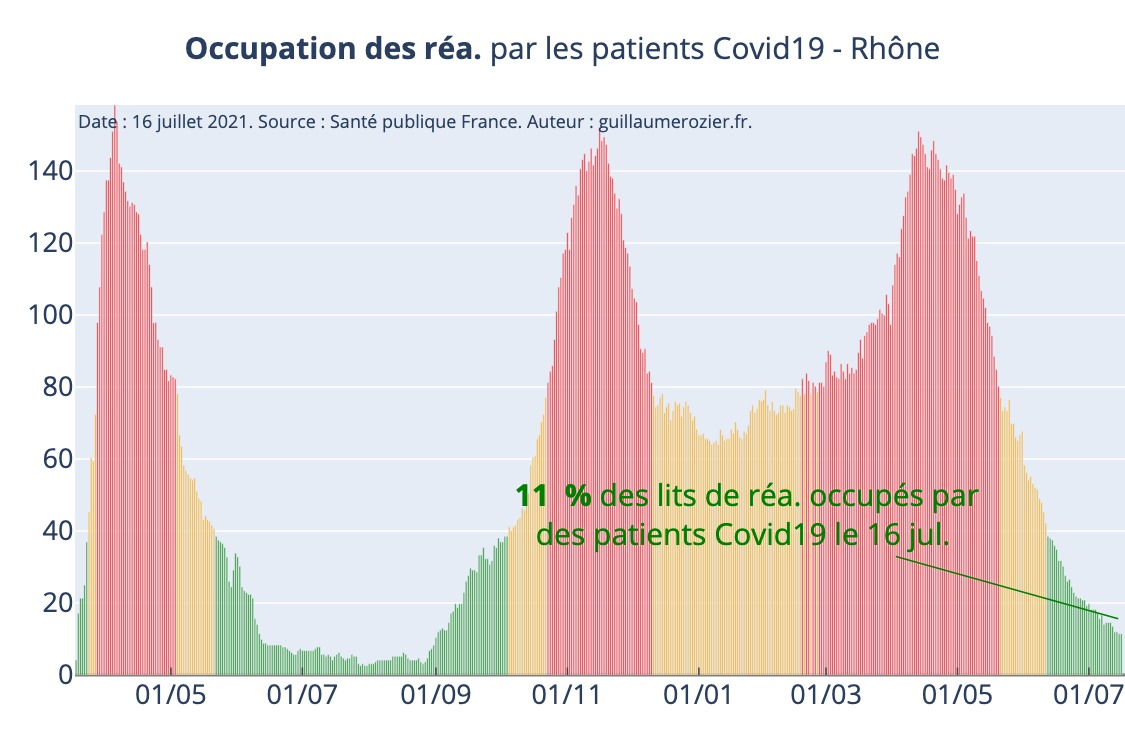 Occupation des réa. par les patients Covid19 - Rhône
Date : 16 juillet 2021. Source : Santé publique France. Auteur : guillaumerozier.fr.
140
120
100
80
60
11 % des lits de réa. occupés par
des patients Covid19 le 16 jul.
40
20
0
01/05 01/07 01/09 01/11 01/01 01/03 01/05 01/07